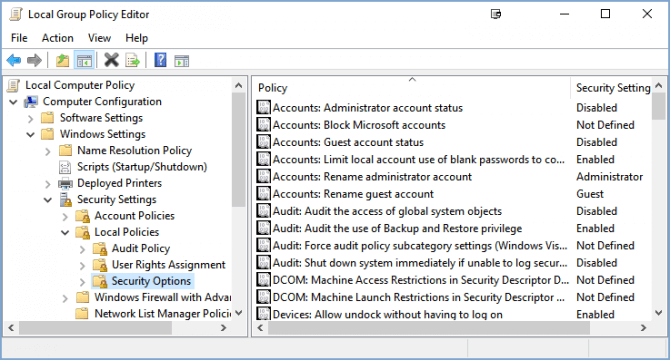 Local Group Policy Editor
File Action View Help
Local Computer Policy
Computer Configuration
Software Settings
Windows Settings
Name Resolution Policy
Scripts (Startup/Shutdown)
Deployed Printers
Security Settings
Account Policies
Local Policies
Audit Policy
User Rights Assignment
Security Options
Windows Firewall with Advar
Network List Manager Policie
Policy Security Setting
Accounts: Administrator account status Disabled
Accounts: Block Microsoft accounts Not Defined
Accounts: Guest account status Disabled
Accounts: Limit local account use of blank passwords to co... Enabled
Accounts: Rename administrator account Administrator
Accounts: Rename guest account Guest
Audit: Audit the access of global system objects Disabled
Audit: Audit the use of Backup and Restore privilege Enabled
Audit: Force audit policy subcategory settings (Windows Vis... Not Defined
Audit: Shut down system immediately if unable to log secur... Disabled
DCOM: Machine Access Restrictions in Security Descriptor D... Not Defined
DCOM: Machine Launch Restrictions in Security Descriptor ... Not Defined
Devices: Allow undock without having to log on Enabled